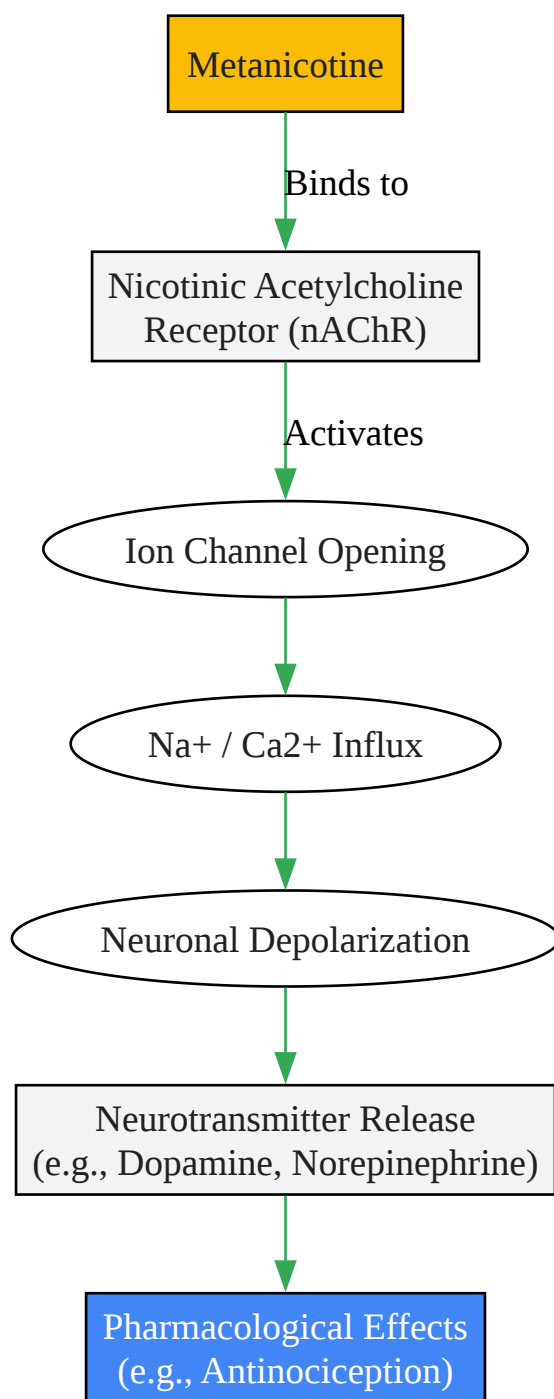 Metanicotine
Binds to
Nicotinic Acetylcholine
Receptor (nAChR)
Activates
Ion Channel Opening
Na+ / Ca2+ Influx
Neuronal Depolarization
Neurotransmitter Release
(e.g., Dopamine, Norepinephrine)
Pharmacological Effects
(e.g., Antinociception)